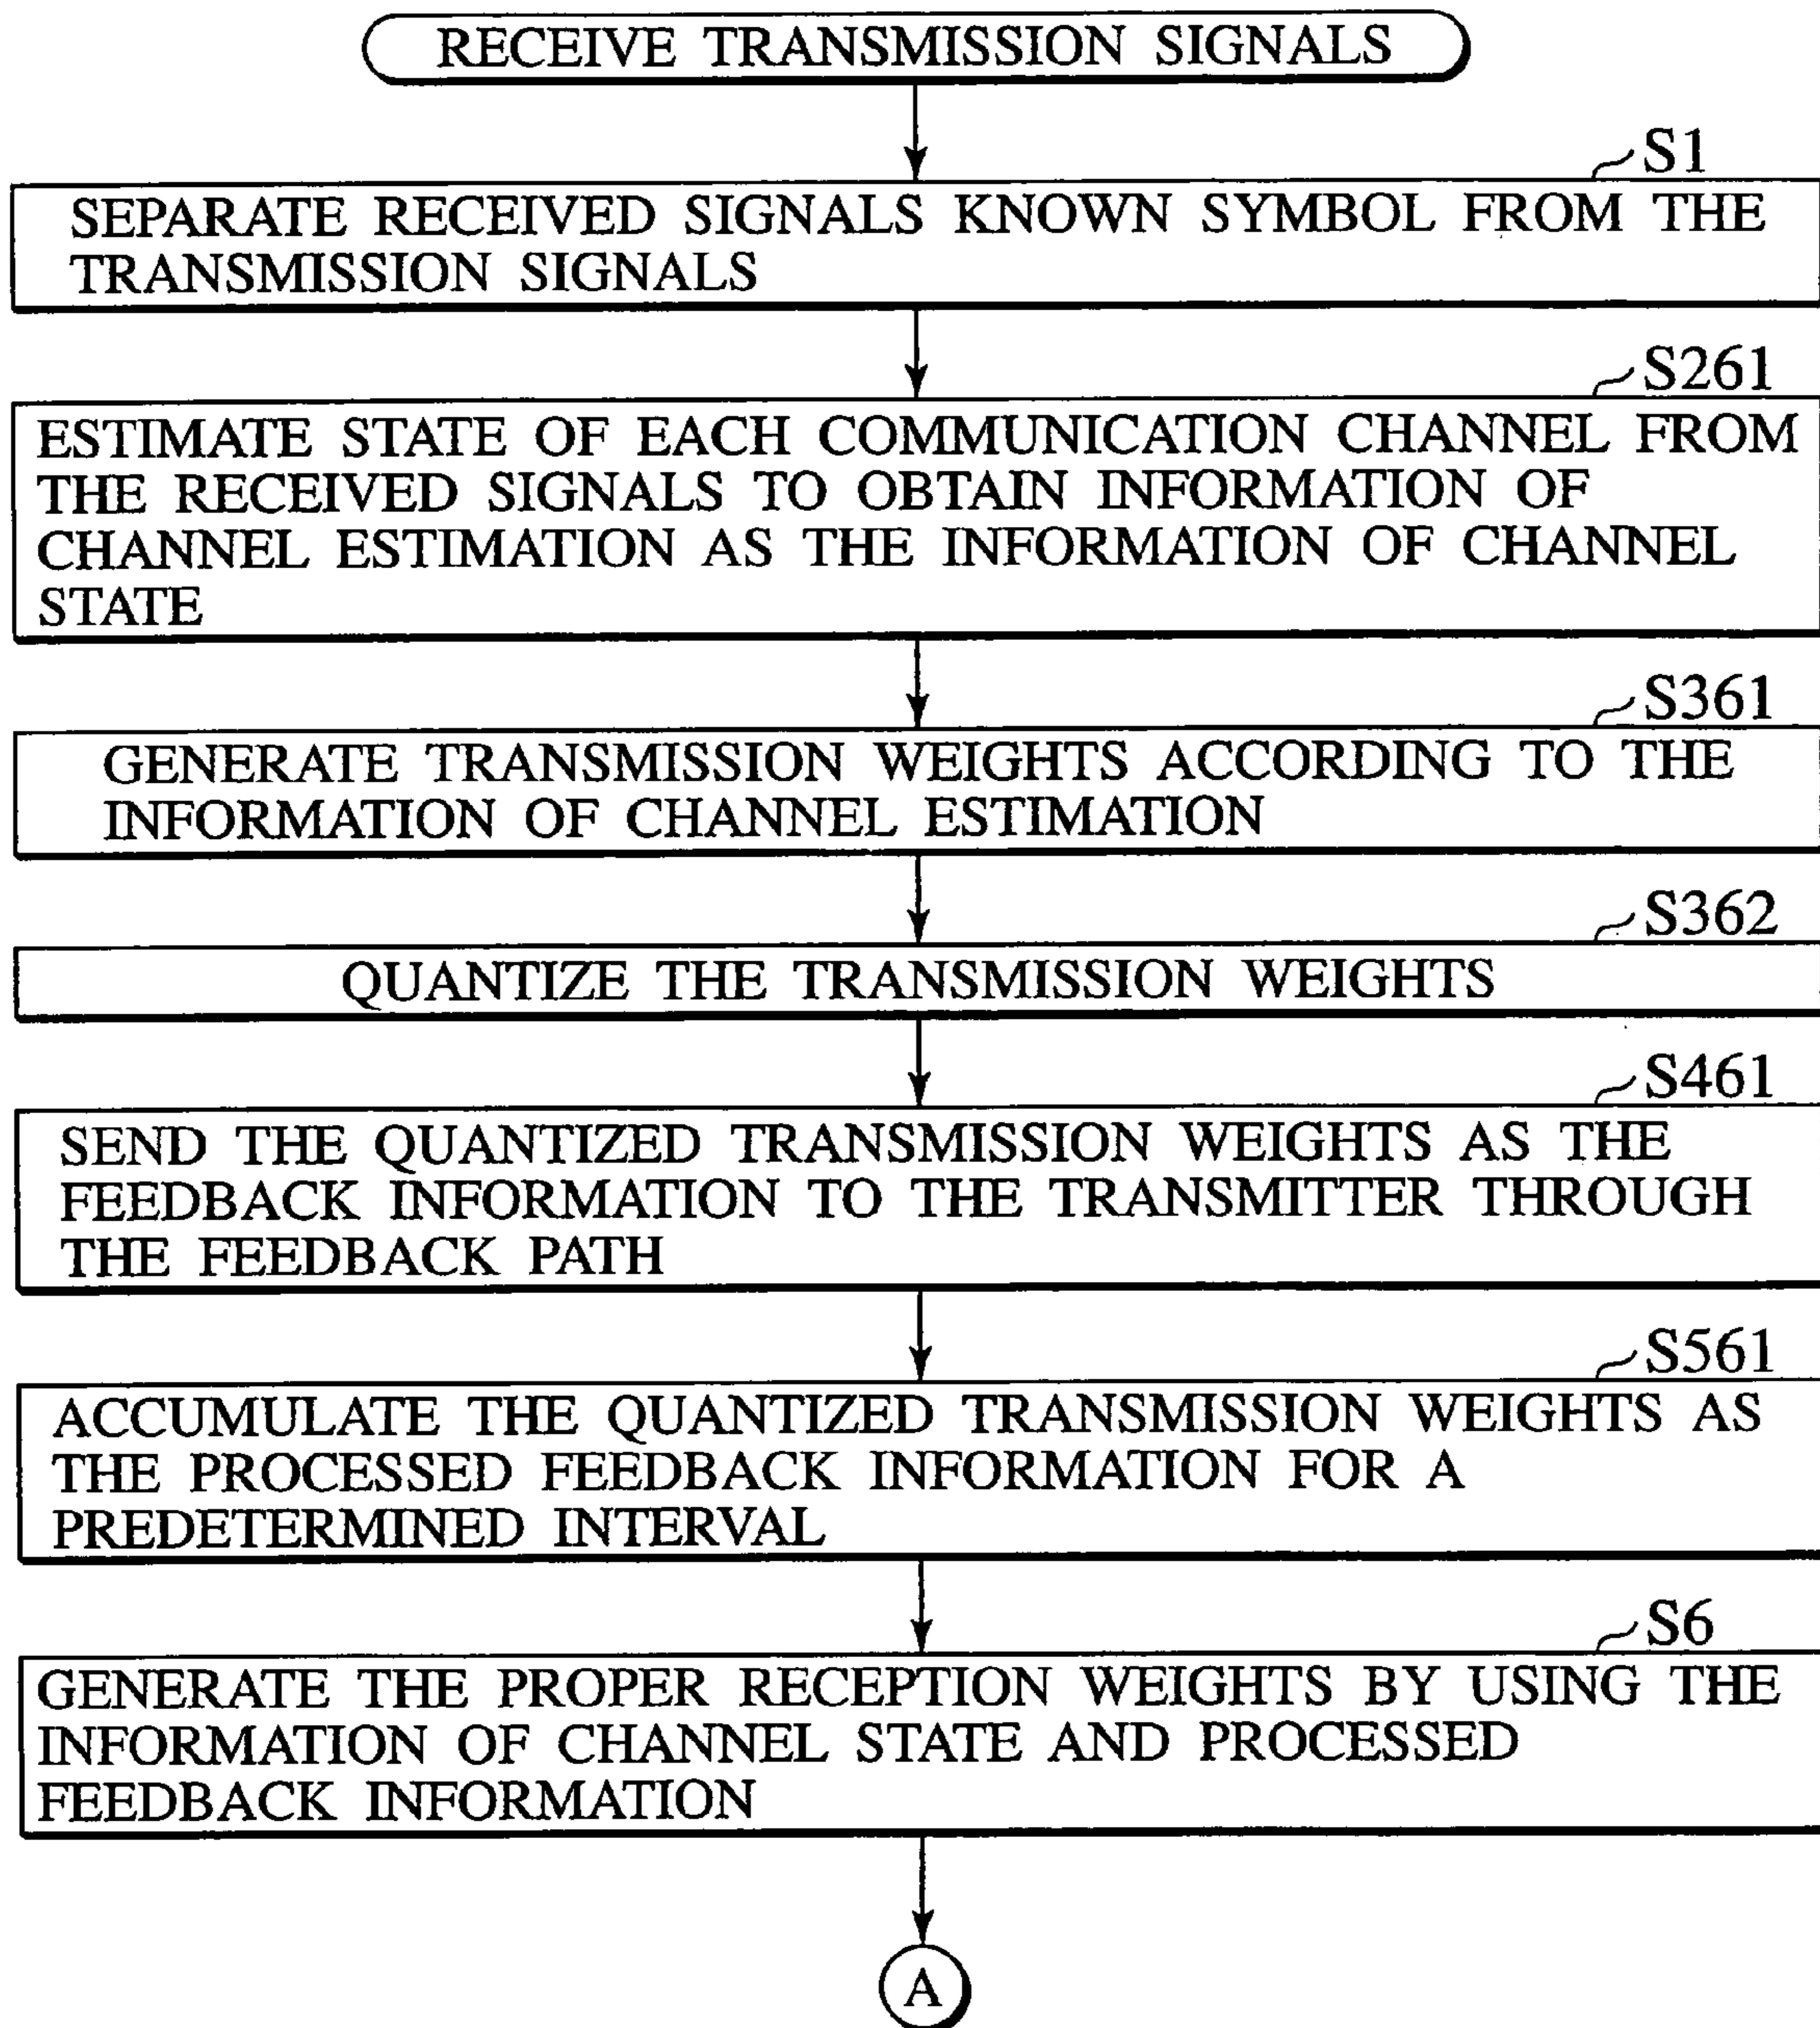 RECEIVE TRANSMISSION SIGNALS
S1
SEPARATE RECEIVED SIGNALS KNOWN SYMBOL FROM THE
TRANSMISSION SIGNALS
S261
ESTIMATE STATE OF EACH COMMUNICATION CHANNEL FROM
THE RECEIVED SIGNALS TO OBTAIN INFORMATION OF
CHANNEL ESTIMATION AS THE INFORMATION OF CHANNEL
STATE
S361
GENERATE TRANSMISSION WEIGHTS ACCORDING TO THE
INFORMATION OF CHANNEL ESTIMATION
S362
QUANTIZE THE TRANSMISSION WEIGHTS
S461
SEND THE QUANTIZED TRANSMISSION WEIGHTS AS THE
FEEDBACK INFORMATION TO THE TRANSMITTER THROUGH
THE FEEDBACK PATH
S561
ACCUMULATE THE QUANTIZED TRANSMISSION WEIGHTS AS
THE PROCESSED FEEDBACK INFORMATION FOR A
PREDETERMINED INTERVAL
S6
GENERATE THE PROPER RECEPTION WEIGHTS BY USING THE
INFORMATION OF CHANNEL STATE AND PROCESSED
FEEDBACK INFORMATION
A